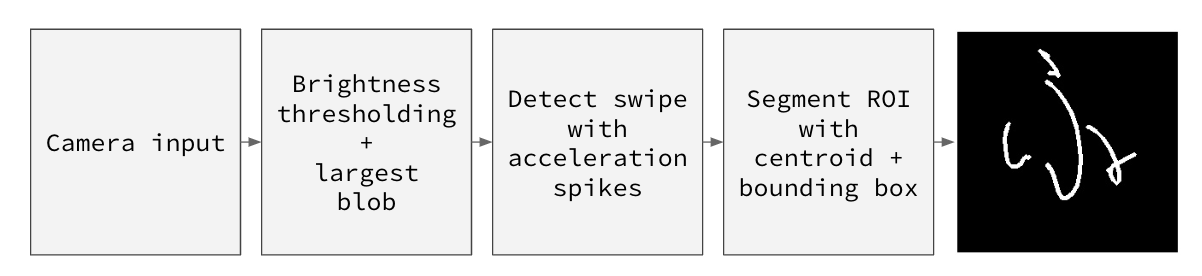 Camera input
Brightness
thresholding
+
largest
blob
Detect swipe
with
acceleration
spikes
Segment ROI
with
centroid +
bounding box